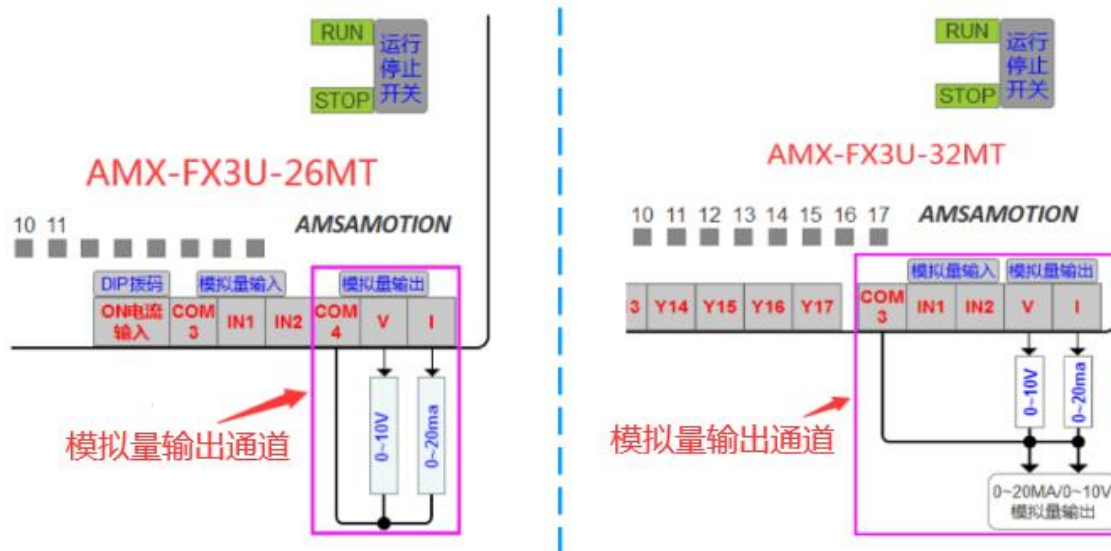 RUN
运行
停止
开关
STOP
AMX-FX3U-26MT
10 11
AMSAMOTION
DIP拨码
模拟量输入
模拟量输出
ON电流
输入
COM
3
IN1
IN2
COM
4
V
I
0~10V
0~20ma
模拟量输出通道
RUN
运行
停止
开关
STOP
AMX-FX3U-32MT
10 11 12 13 14 15 16 17
AMSAMOTION
模拟量输入
模拟量输出
3
Y14
Y15
Y16
Y17
COM
3
IN1
IN2
V
I
0~10V
0~20ma
模拟量输出通道
0~20MA/0~10V
模拟量输出